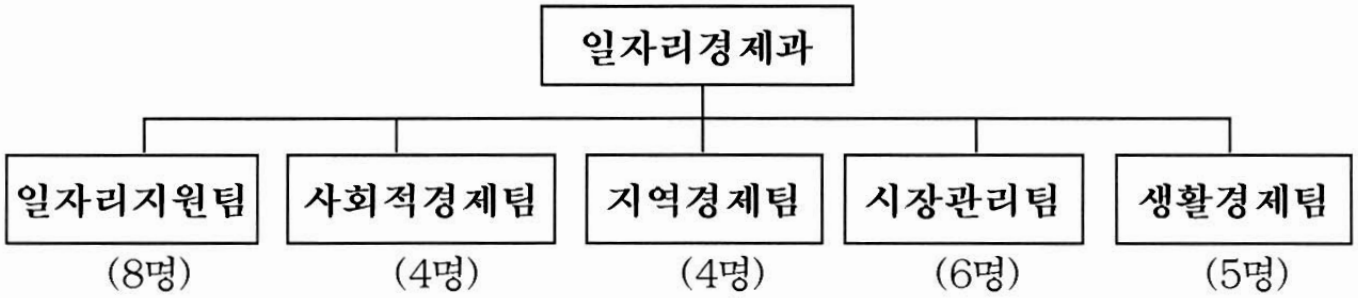 일자리경제과
일자리지원팀 사회적경제팀 지역경제팀 시장관리팀 생활경제팀
(8명) (4명) (4명) (6명) (5명)